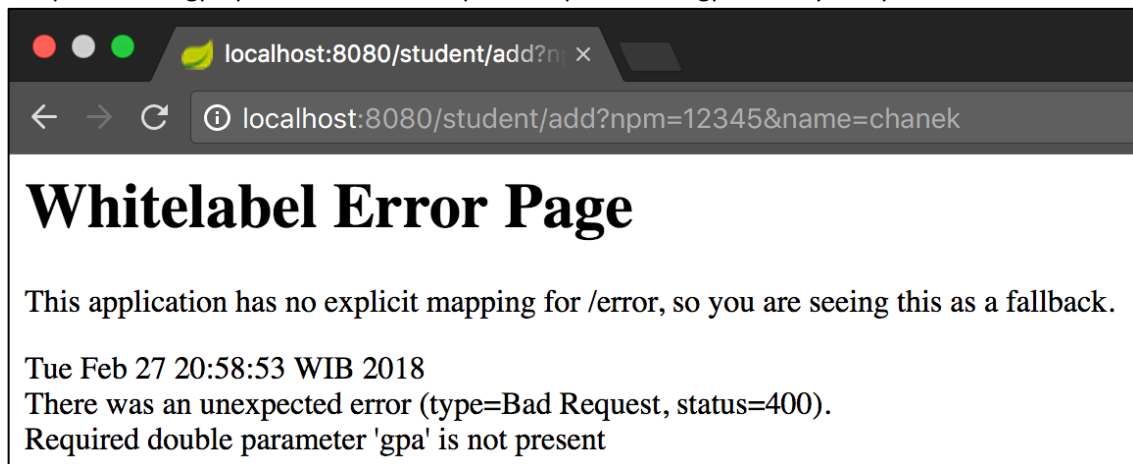 localhost:8080/student/add?n
localhost:8080/student/add?npm=12345&name=chanek
Whitelabel Error Page
This application has no explicit mapping for /error, so you are seeing this as a fallback.
Tue Feb 27 20:58:53 WIB 2018
There was an unexpected error (type=Bad Request, status=400).
Required double parameter 'gpa' is not present